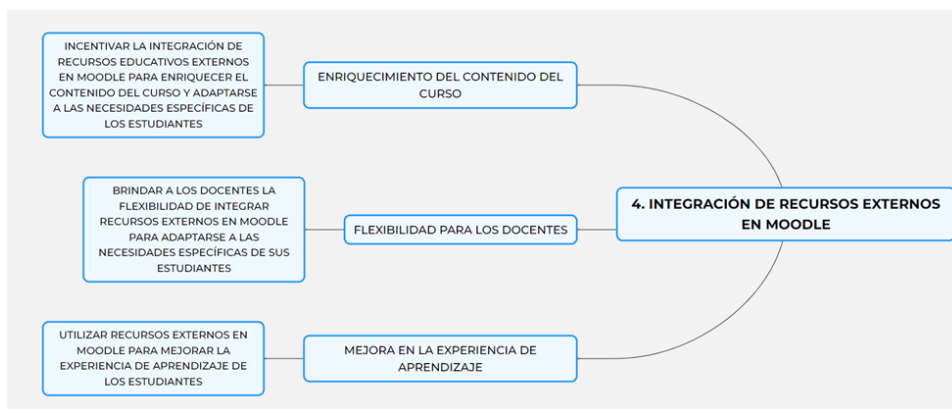 INCENTIVAR LA INTEGRACIÓN DE
RECURSOS EDUCATIVOS EXTERNOS
EN MOODLE PARA ENRIQUECER EL
CONTENIDO DEL CURSO Y ADAPTARSE
A LAS NECESIDADES ESPECÍFICAS DE
LOS ESTUDIANTES
ENRIQUECIMIENTO DEL CONTENIDO DEL
CURSO
BRINDAR A LOS DOCENTES LA
FLEXIBILIDAD DE INTEGRAR
RECURSOS EXTERNOS EN MOODLE
PARA ADAPTARSE A LAS
NECESIDADES ESPECÍFICAS DE SUS
ESTUDIANTES
FLEXIBILIDAD PARA LOS DOCENTES
4. INTEGRACIÓN DE RECURSOS EXTERNOS
EN MOODLE
UTILIZAR RECURSOS EXTERNOS EN
MOODLE PARA MEJORAR LA
EXPERIENCIA DE APRENDIZAJE DE
LOS ESTUDIANTES
MEJORA EN LA EXPERIENCIA DE
APRENDIZAJE